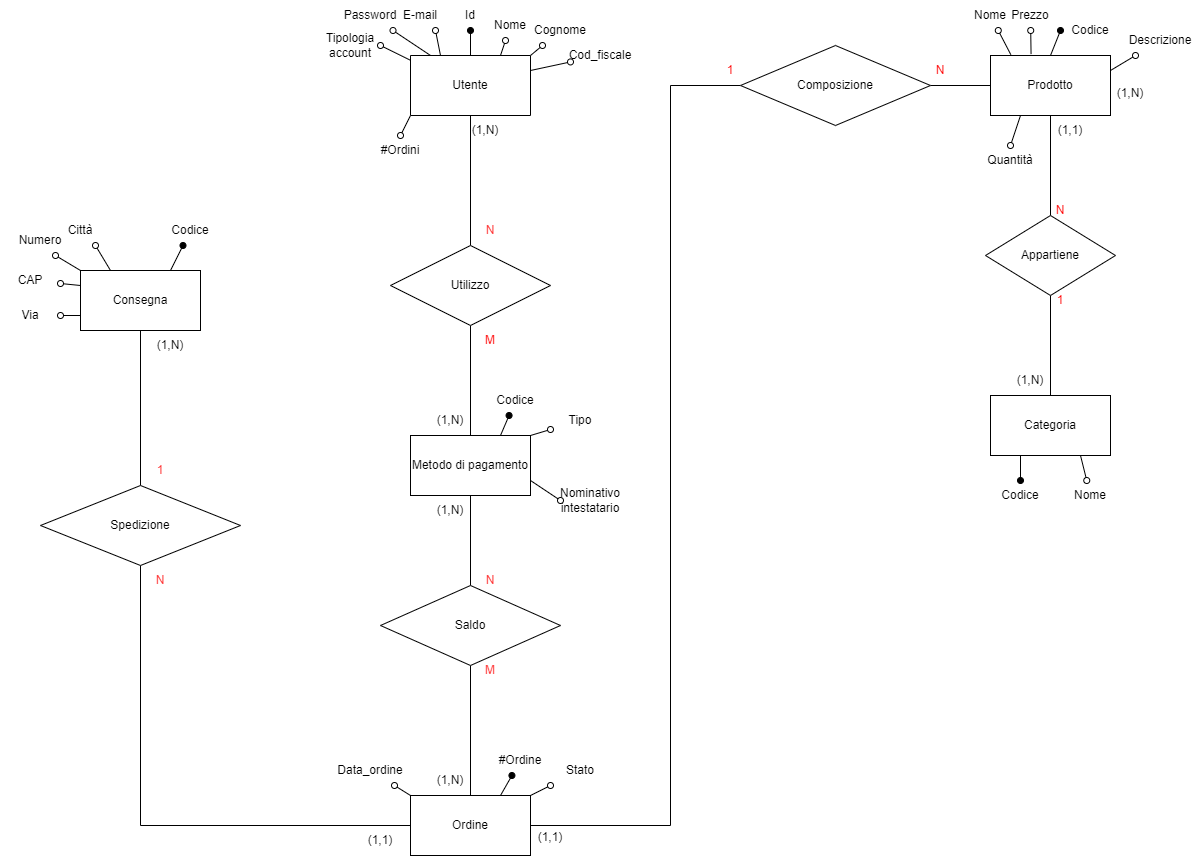 Password E-mail
Id
Nome
Cognome
Tipologia
account
Cod_fiscale
Utente
#Ordini
(1,N)
Nome Prezzo
Codice
Descrizione
1
Composizione
N
Prodotto
(1,N)
(1,1)
Quantità
N
Appartiene
1
(1,N)
Categoria
Codice
Nome
Numero
Città
Codice
CAP
Via
Consegna
(1,N)
1
Spedizione
N
N
Utilizzo
M
(1,N)
Codice
Tipo
Metodo di pagamento
Nominativo
intestatario
(1,N)
N
Saldo
M
(1,N)
Data_ordine
#Ordine
Stato
Ordine
(1,1)
(1,1)